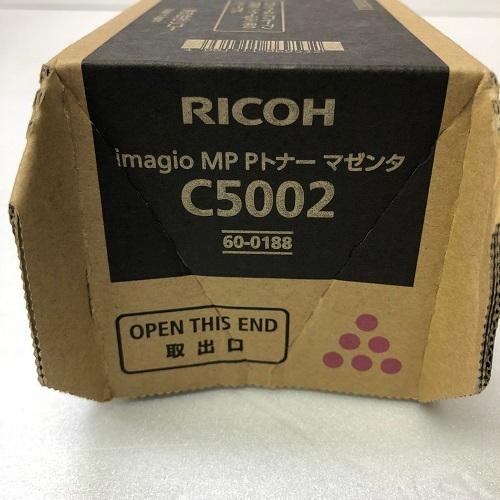 RICOH
imagio MP Pトナー マゼンタ
C5002
60-0188
OPEN THIS END
取出口